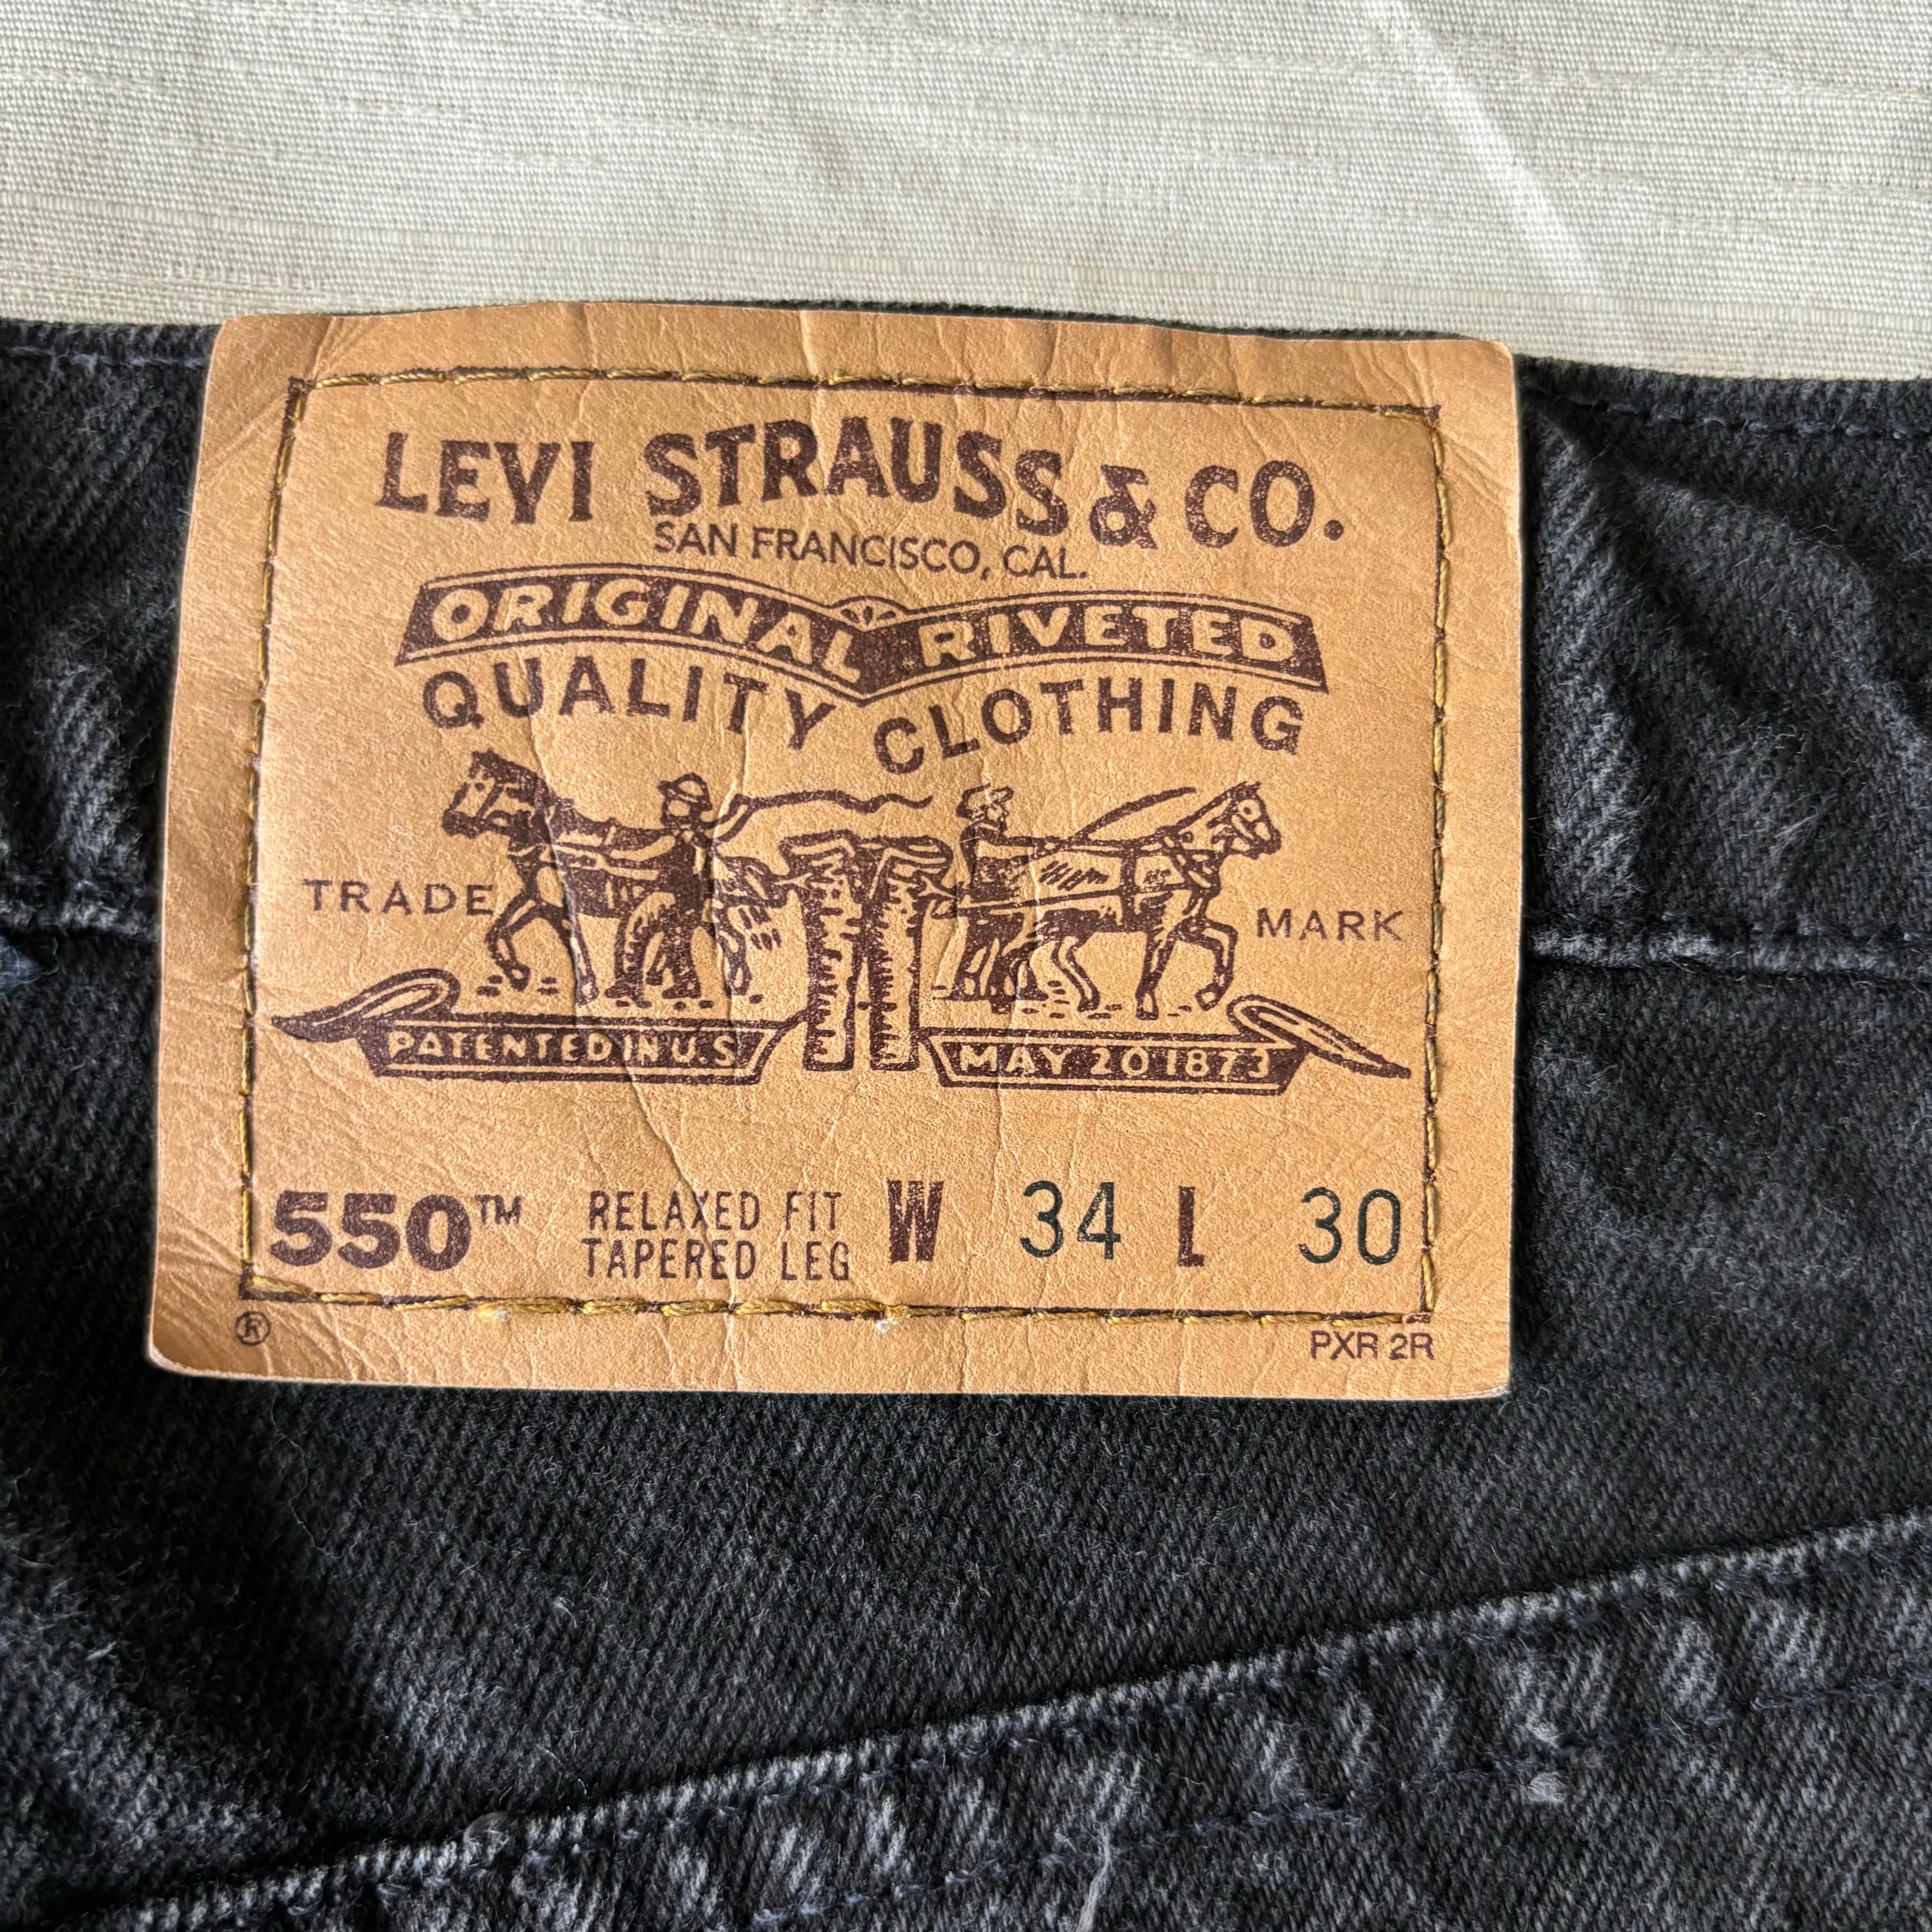 LEVI STRAUSS & CO.
SAN FRANCISCO, CAL.
ORIGINAL RIVETED
QUALITY CLOTHING
TRADE MARK
PATENTED IN U.S MAY 20 1873
550™ RELAXED FIT W 34 L 30
TAPERED LEG
® PXR 2R